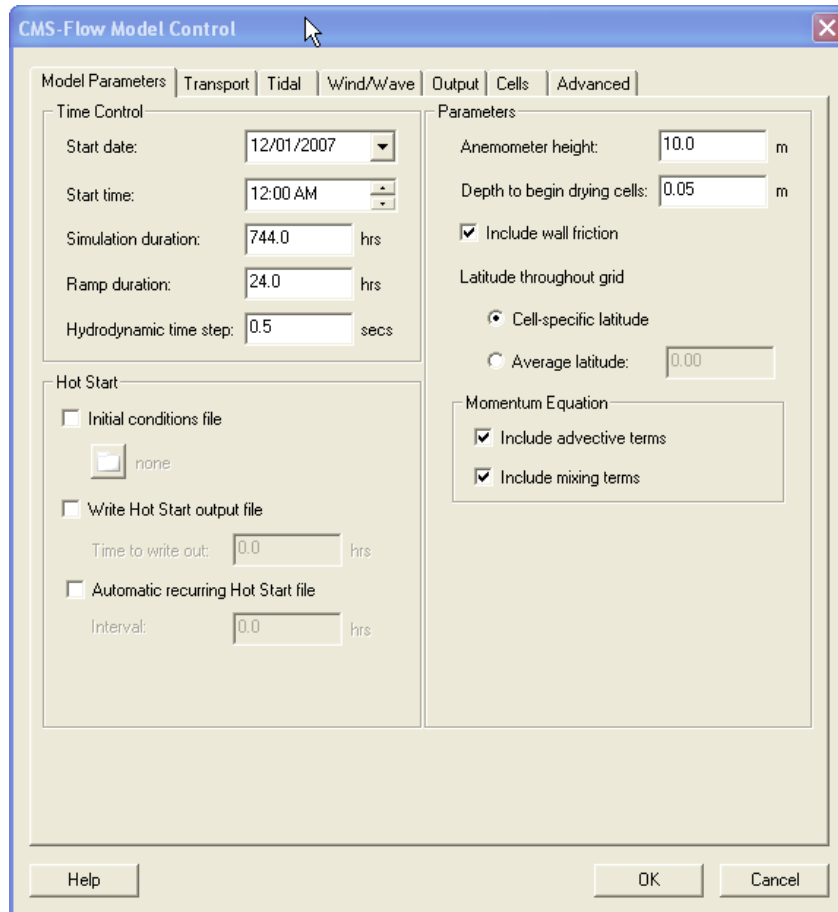 CMS-Flow Model Control
Model Parameters Transport Tidal Wind/Wave Output Cells Advanced
Time Control
Start date: 12/01/2007
Start time: 12:00 AM
Simulation duration: 744.0 hrs
Ramp duration: 24.0 hrs
Hydrodynamic time step: 0.5 secs
Hot Start
Initial conditions file
none
Write Hot Start output file
Time to write out: 0.0 hrs
Automatic recurring Hot Start file
Interval: 0.0 hrs
Parameters
Anemometer height: 10.0 m
Depth to begin drying cells: 0.05 m
Include wall friction
Latitude throughout grid
Cell-specific latitude
Average latitude: 0.00
Momentum Equation
Include advective terms
Include mixing terms
Help OK Cancel